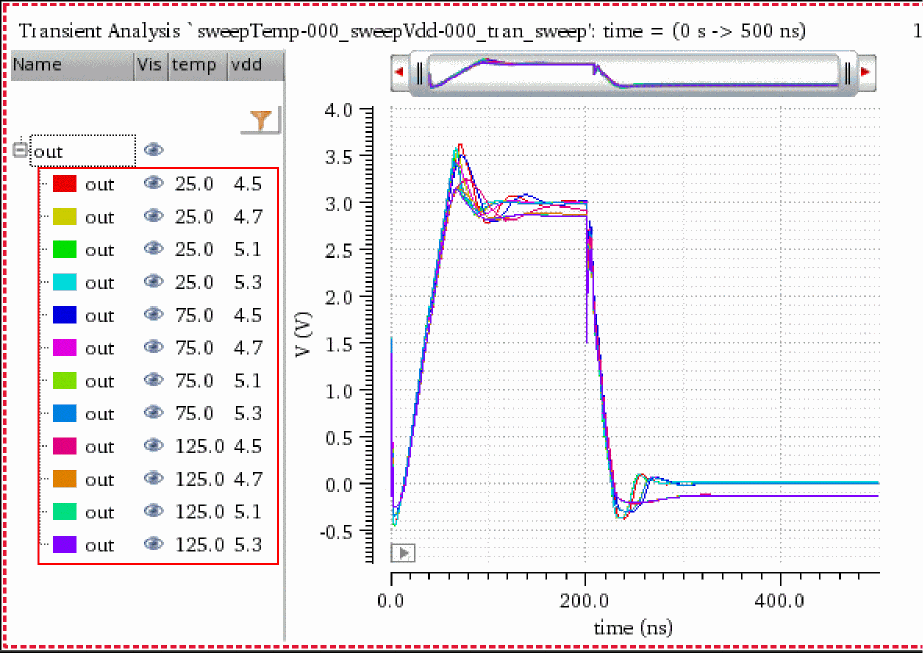 Transient Analysis `sweepTemp-000_sweepVdd-000_tran_sweep': time = (0 s -> 500 ns) 1
Name Vis temp vdd
out
out 25.0 4.5
out 25.0 4.7
out 25.0 5.1
out 25.0 5.3
out 75.0 4.5
out 75.0 4.7
out 75.0 5.1
out 75.0 5.3
out 125.0 4.5
out 125.0 4.7
out 125.0 5.1
out 125.0 5.3
V (V)
4.0
3.5
3.0
2.5
2.0
1.5
1.0
0.5
0.0
-0.5
0.0 200.0 400.0
time (ns)